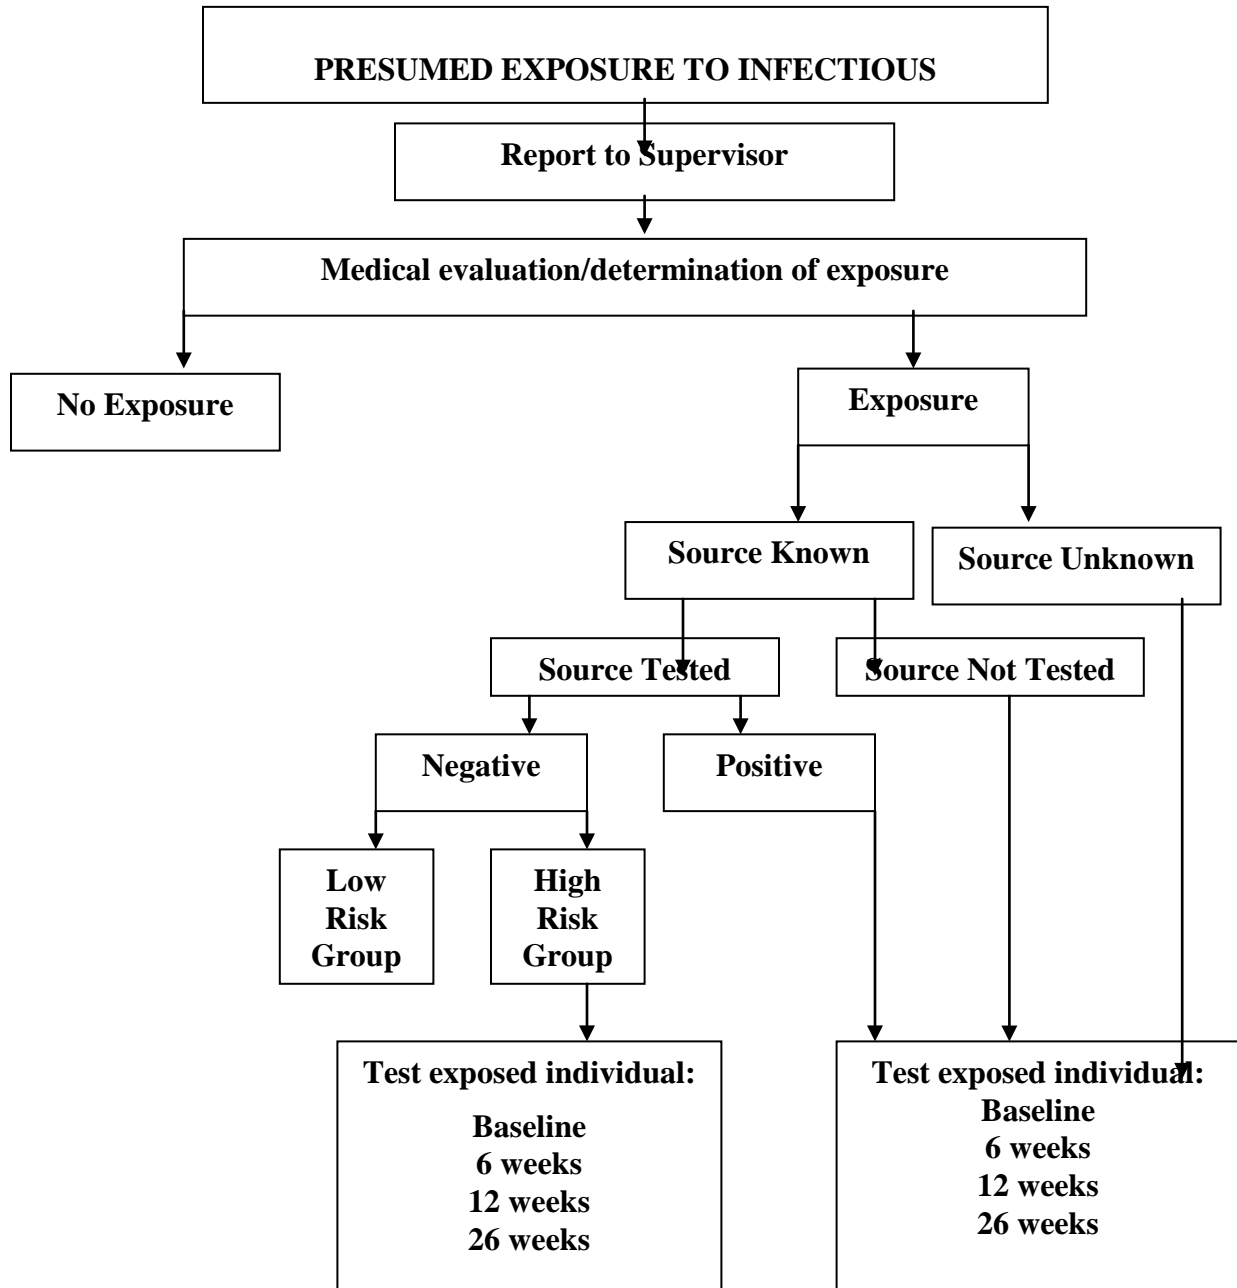 PRESUMED EXPOSURE TO INFECTIOUS
Report to Supervisor
Medical evaluation/determination of exposure
No Exposure
Exposure
Source Known
Source Unknown
Source Tested
Source Not Tested
Negative
Positive
Low
Risk
Group
High
Risk
Group
Test exposed individual:
Baseline
6 weeks
12 weeks
26 weeks
Test exposed individual:
Baseline
6 weeks
12 weeks
26 weeks